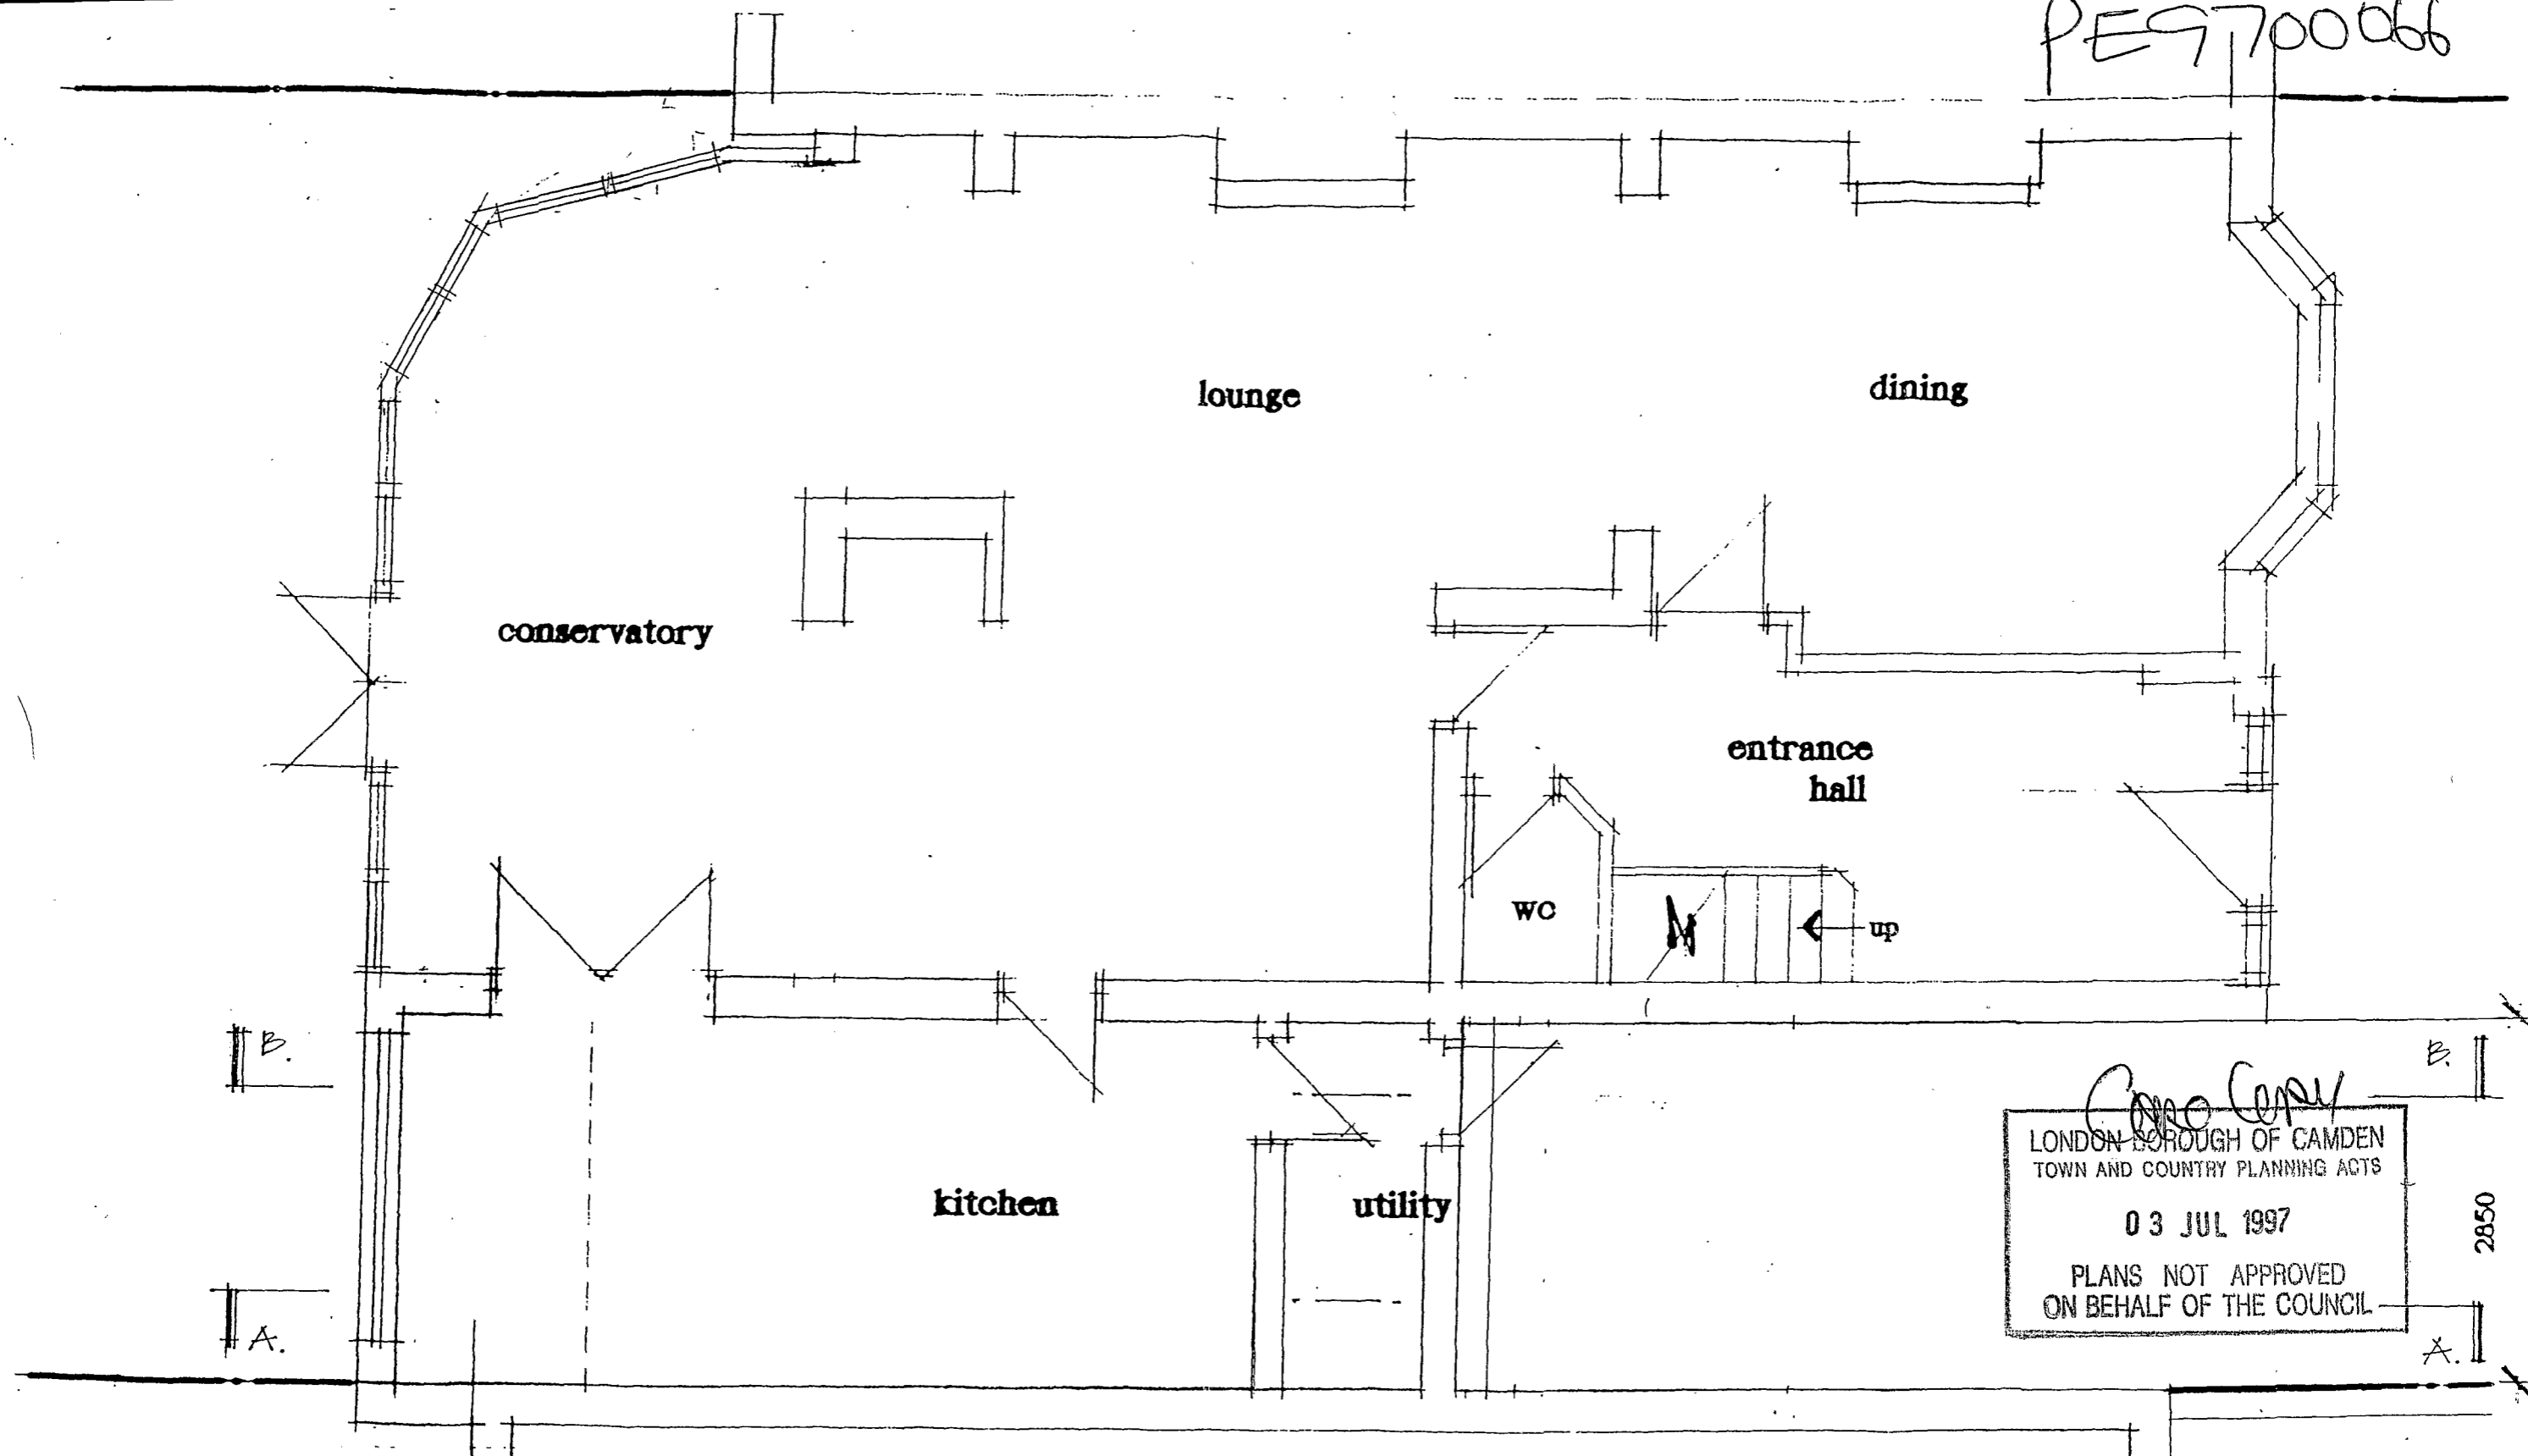 PE9700066
lounge
dining
conservatory
entrance
hall
WC
up
B.
B.
LONDON BOROUGH OF CAMDEN
TOWN AND COUNTRY PLANNING ACTS
03 JUL 1997
PLANS NOT APPROVED
ON BEHALF OF THE COUNCIL
2850
kitchen
utility
A.
A.